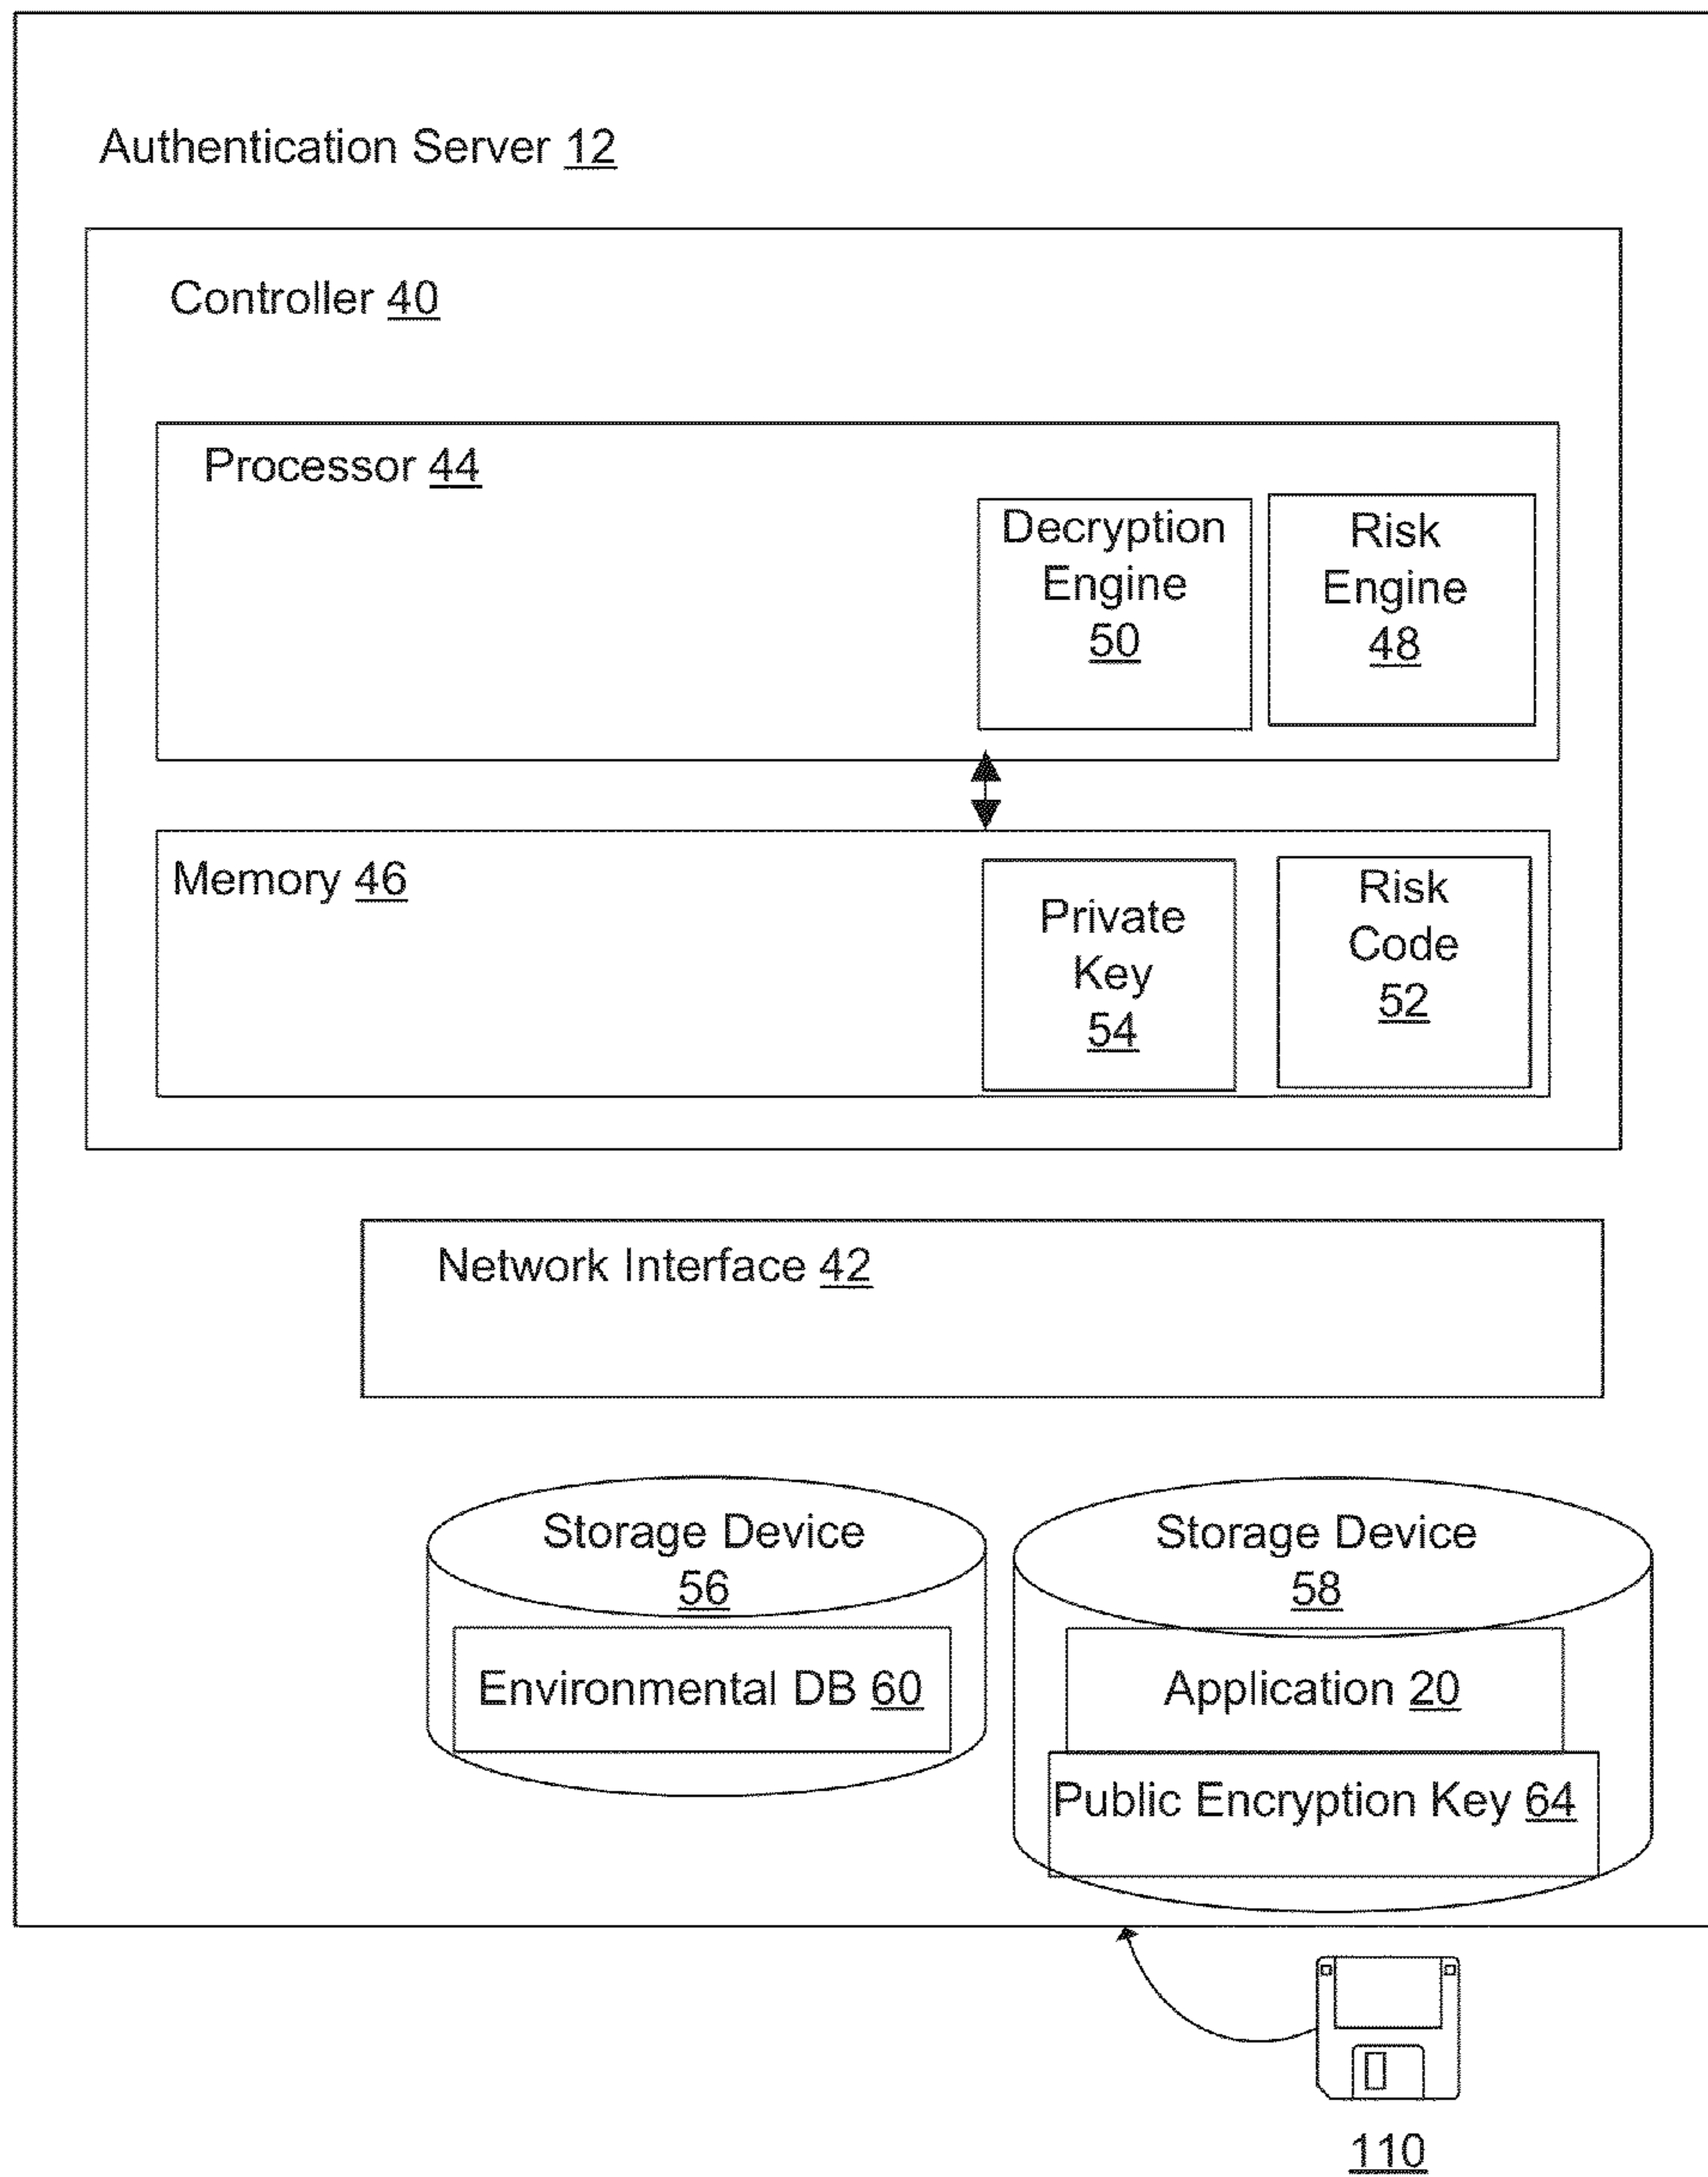 Authentication Server 12
Controller 40
Processor 44
Decryption
Engine
50
Risk
Engine
48
Memory 46
Private
Key
54
Risk
Code
52
Network Interface 42
Storage Device
56
Environmental DB 60
Storage Device
58
Application 20
Public Encryption Key 64
110